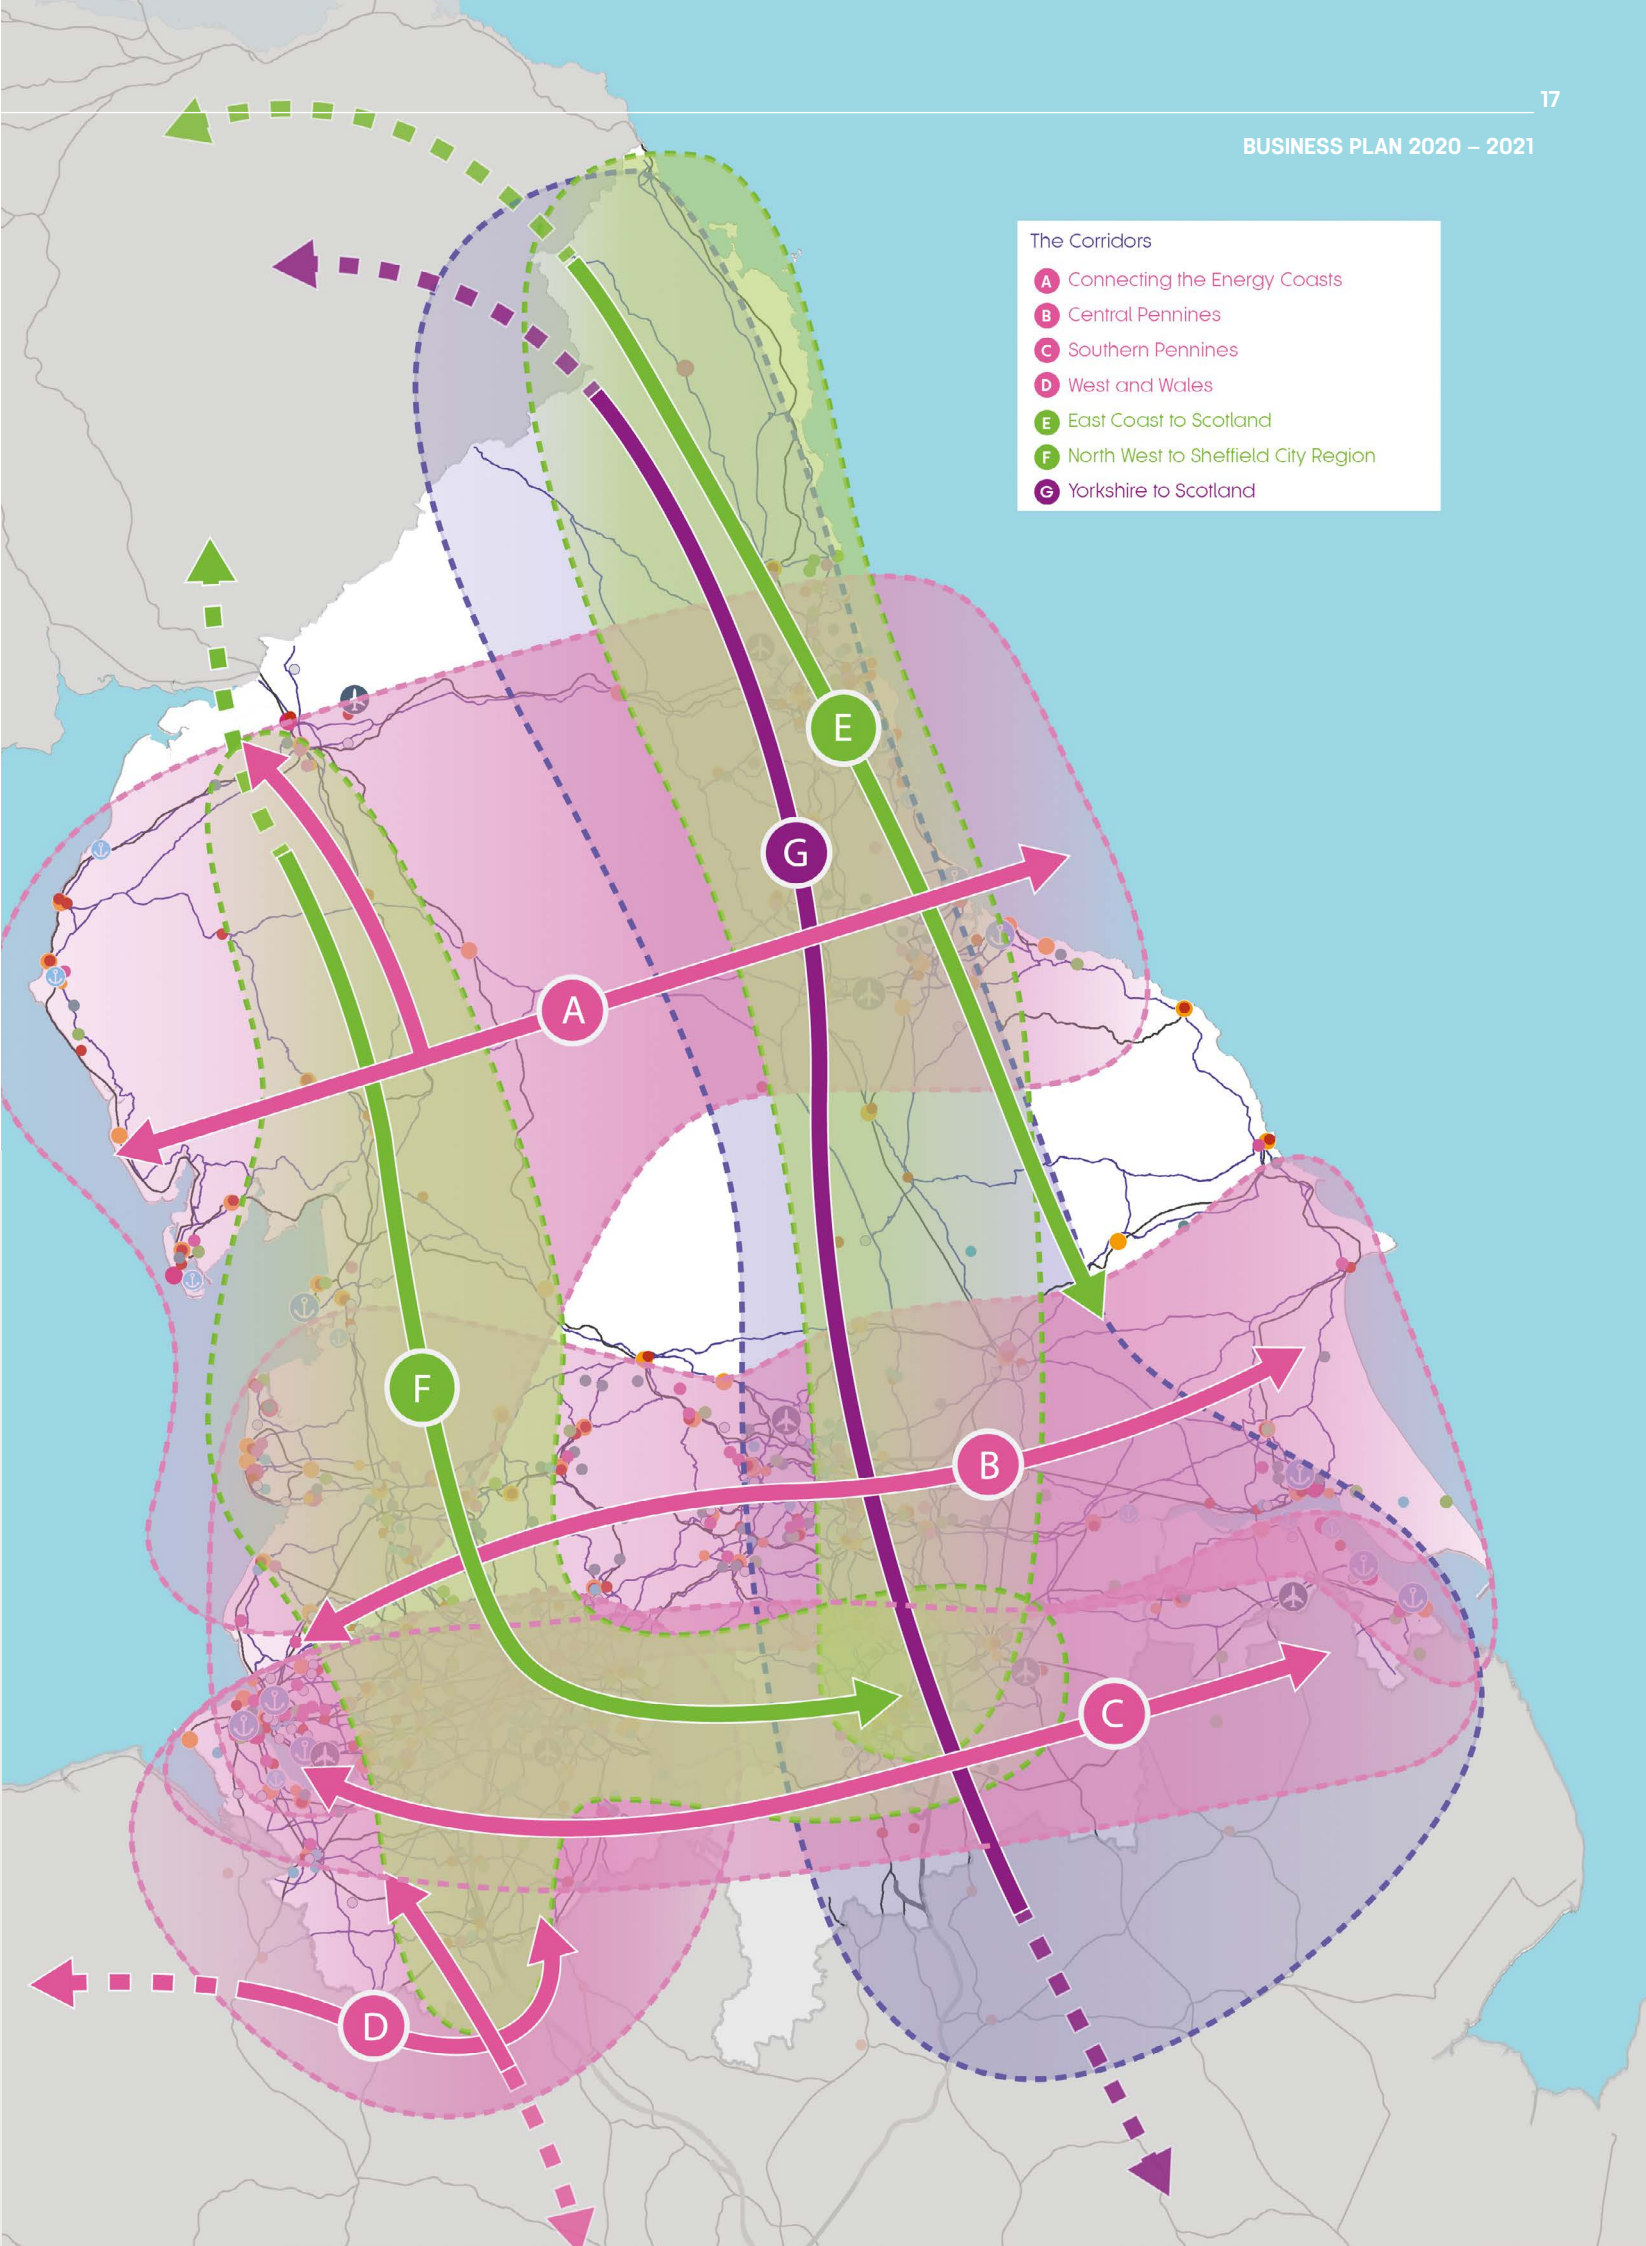 17
BUSINESS PLAN 2020 – 2021
The Corridors
A Connecting the Energy Coasts
B Central Pennines
C Southern Pennines
D West and Wales
E East Coast to Scotland
F North West to Sheffield City Region
G Yorkshire to Scotland
E
G
A
F
B
C
D